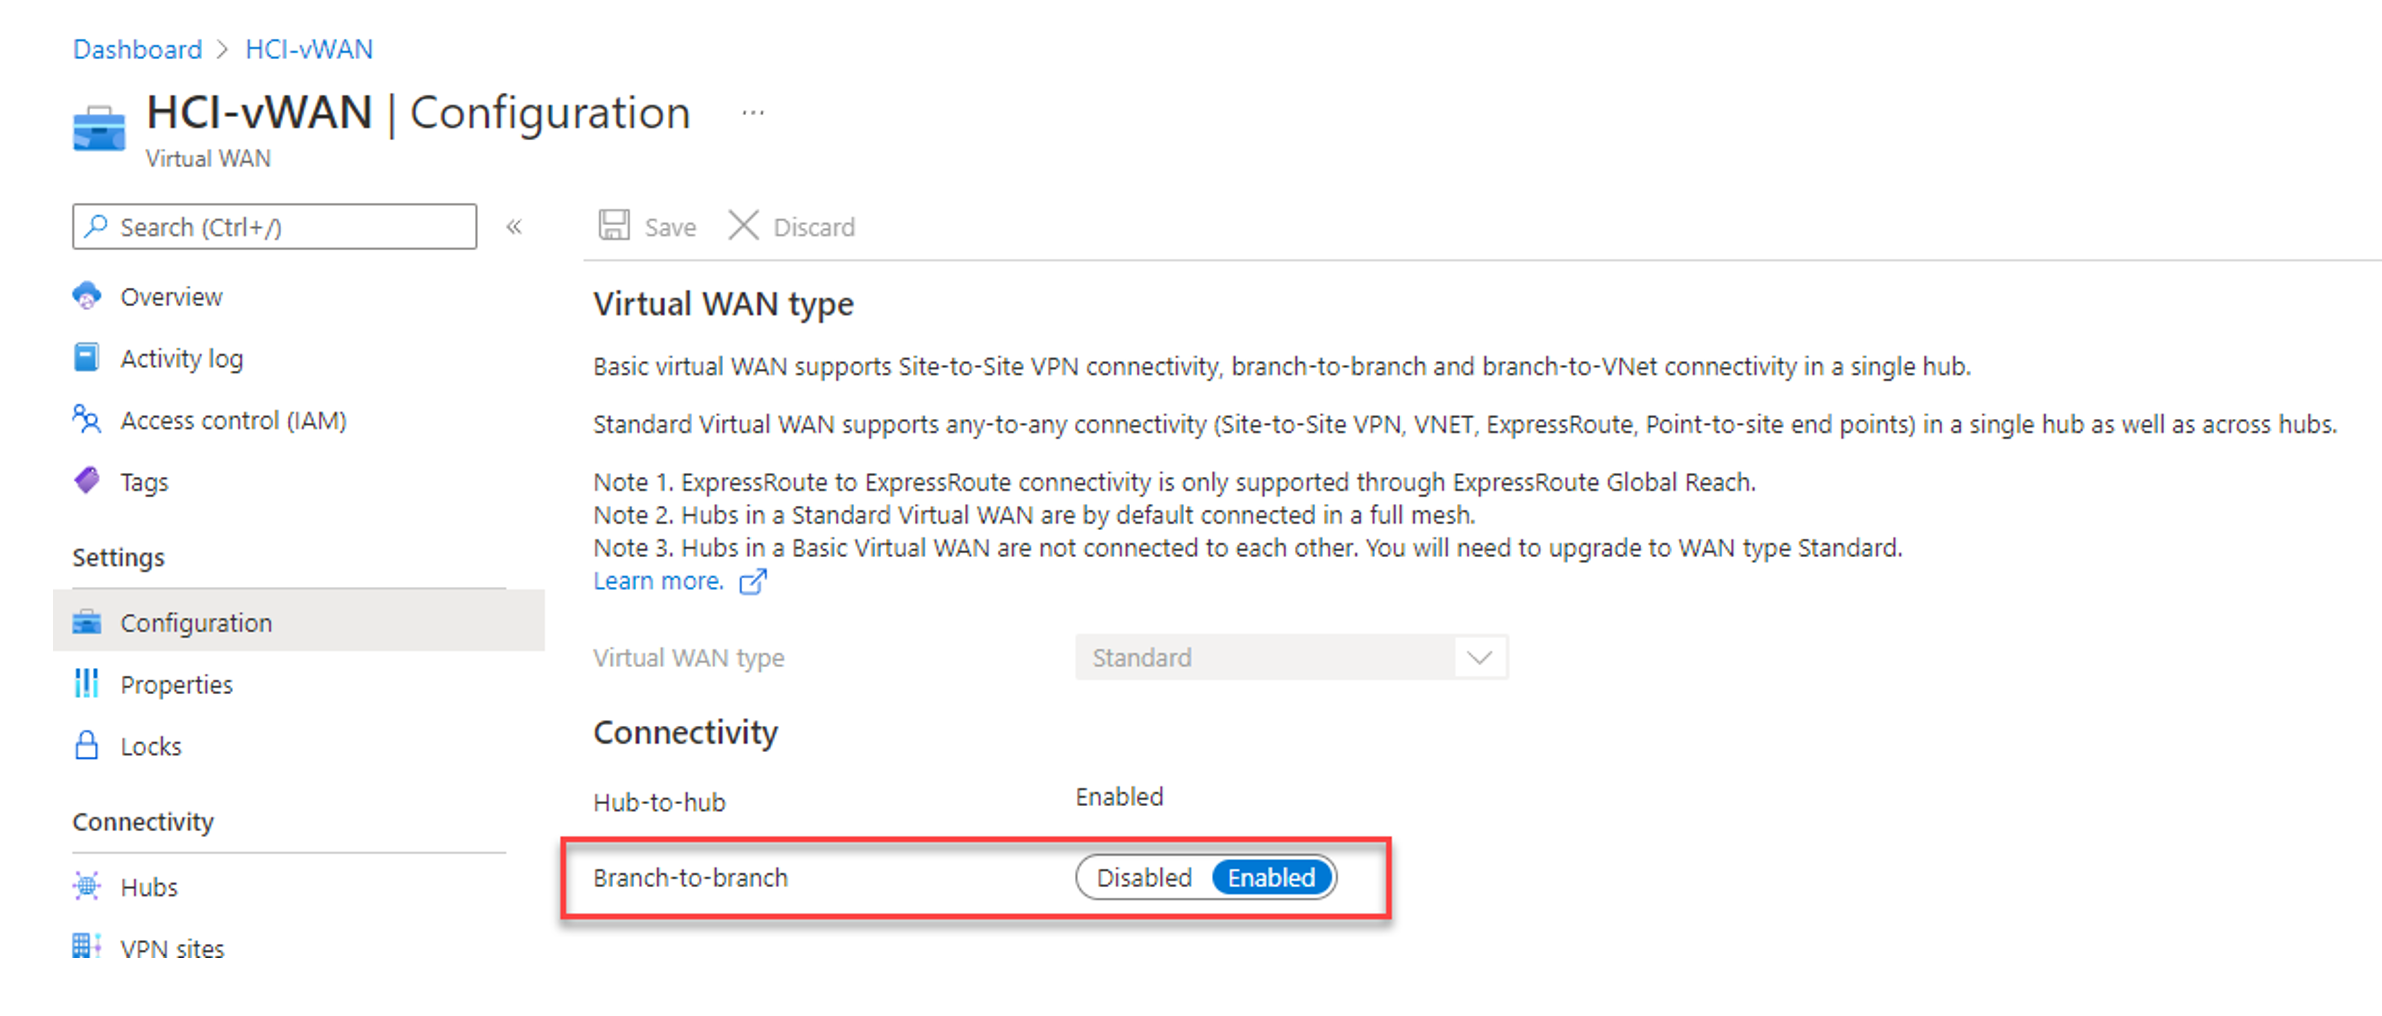 Dashboard > HCI-vWAN
HCI-vWAN | Configuration ...
Virtual WAN
Search (Ctrl+/)
«
Overview
Activity log
Access control (IAM)
Tags
Settings
Configuration
Properties
Locks
Connectivity
Hubs
VPN sites
Save Discard
Virtual WAN type
Basic virtual WAN supports Site-to-Site VPN connectivity, branch-to-branch and branch-to-VNet connectivity in a single hub.
Standard Virtual WAN supports any-to-any connectivity (Site-to-Site VPN, VNET, ExpressRoute, Point-to-site end points) in a single hub as well as across hubs.
Note 1. ExpressRoute to ExpressRoute connectivity is only supported through ExpressRoute Global Reach.
Note 2. Hubs in a Standard Virtual WAN are by default connected in a full mesh.
Note 3. Hubs in a Basic Virtual WAN are not connected to each other. You will need to upgrade to WAN type Standard.
Learn more.
Virtual WAN type Standard
Connectivity
Hub-to-hub Enabled
Branch-to-branch Disabled Enabled